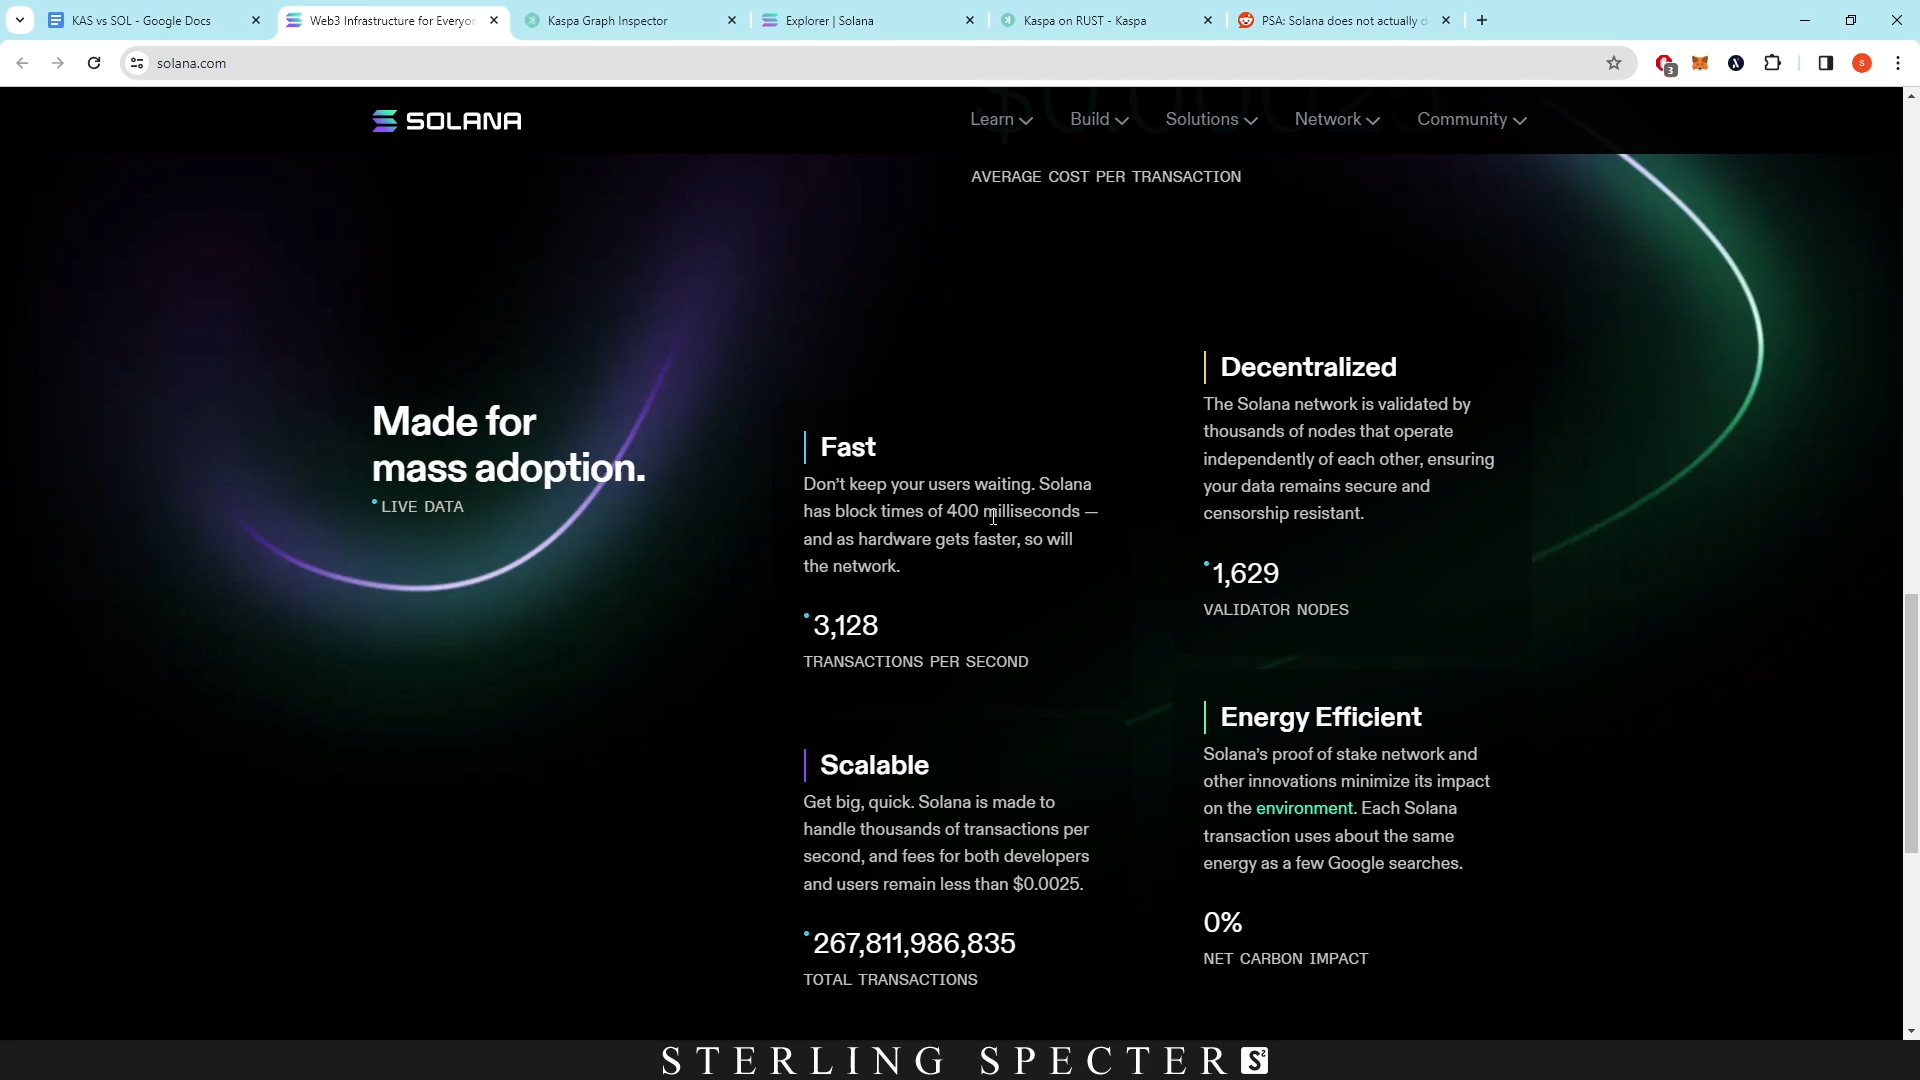 KAS vs SOL - Google Docs
Web3 Infrastructure for Everyon
Kaspa Graph Inspector
Explorer | Solana
Kaspa on RUST - Kaspa
PSA: Solana does not actually d
solana.com
3
S
SOLANA
Learn
Build
Solutions
Network
Community
$0.00025
AVERAGE COST PER TRANSACTION
Made for
mass adoption.
LIVE DATA
Fast
Don't keep your users waiting. Solana
has block times of 400 milliseconds —
and as hardware gets faster, so will
the network.
3,128
TRANSACTIONS PER SECOND
Scalable
Get big, quick. Solana is made to
handle thousands of transactions per
second, and fees for both developers
and users remain less than $0.0025.
267,811,986,835
TOTAL TRANSACTIONS
Decentralized
The Solana network is validated by
thousands of nodes that operate
independently of each other, ensuring
your data remains secure and
censorship resistant.
1,629
VALIDATOR NODES
Energy Efficient
Solana's proof of stake network and
other innovations minimize its impact
on the environment. Each Solana
transaction uses about the same
energy as a few Google searches.
0%
NET CARBON IMPACT
STERLING SPECTER